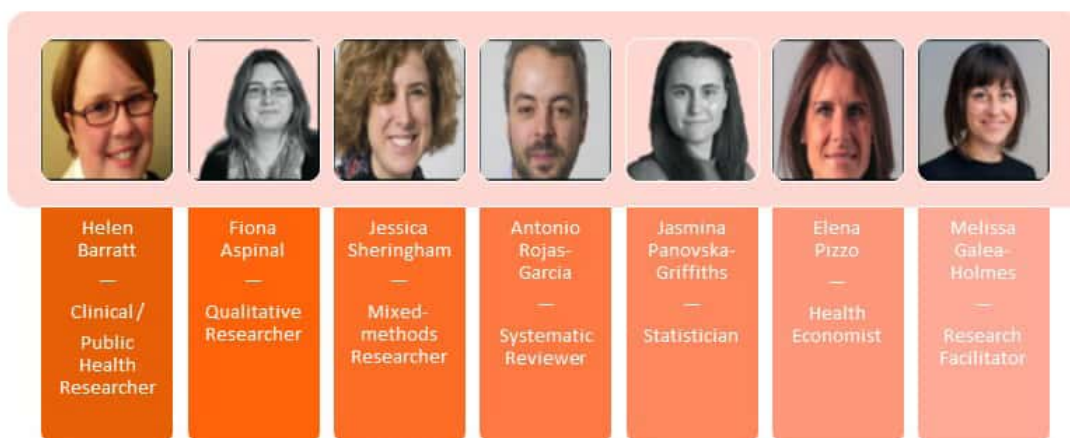 Helen
Barratt
—
Clinical/
Public
Health
Researcher
Fiona
Aspinal
—
Qualitative
Researcher
Jessica
Sheringham
—
Mixed-
methods
Researcher
Antonio
Rojas-
Garcia
—
Systematic
Reviewer
Jasmina
Panovska-
Griffiths
—
Statistician
Elena
Pizzo
—
Health
Economist
Melissa
Galea-
Holmes
—
Research
Facilitator